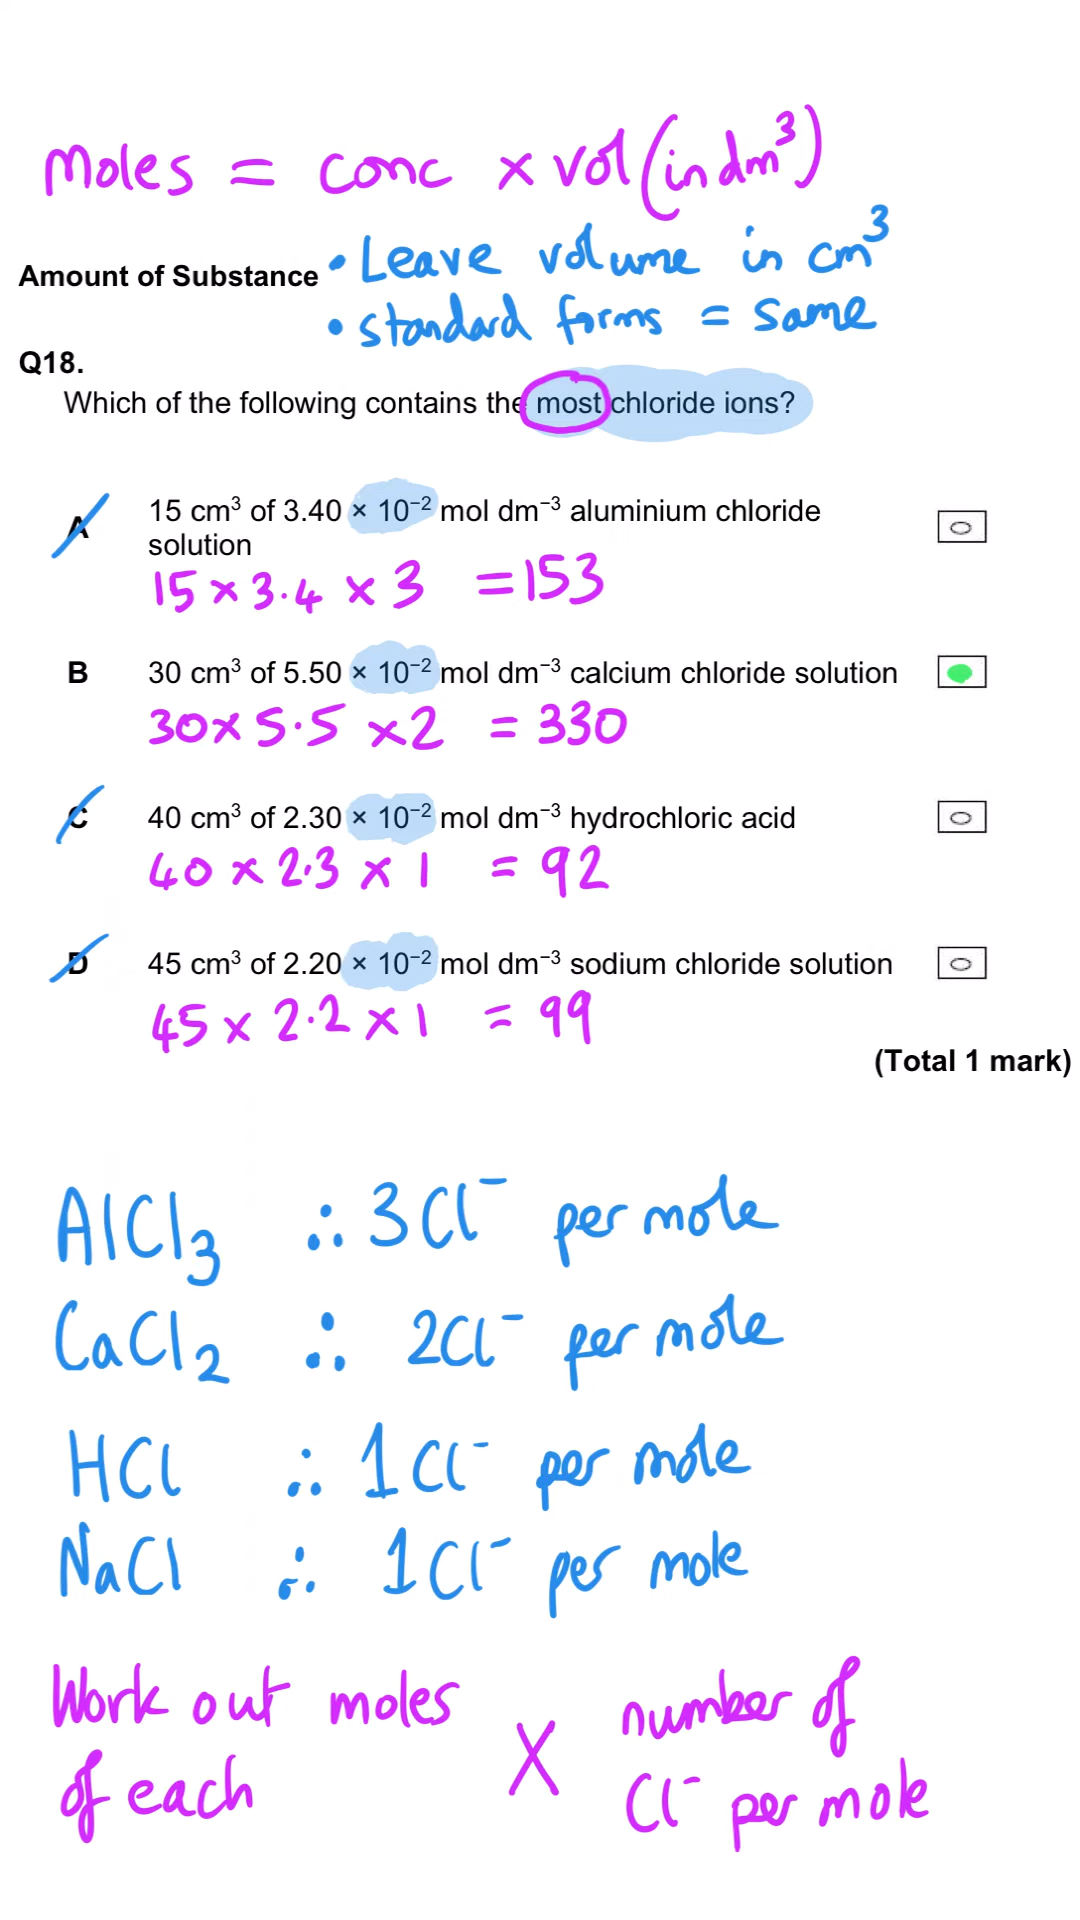 Moles = conc × vol (in dm³)
• Leave volume in cm³
Amount of Substance
• standard forms = same
Q18.
Which of the following contains the most chloride ions?
A 15 cm³ of 3.40 × 10⁻² mol dm⁻³ aluminium chloride
solution
15 × 3.4 × 3 = 153
B 30 cm³ of 5.50 × 10⁻² mol dm⁻³ calcium chloride solution
30 × 5.5 × 2 = 330
C 40 cm³ of 2.30 × 10⁻² mol dm⁻³ hydrochloric acid
40 × 2.3 × 1 = 92
D 45 cm³ of 2.20 × 10⁻² mol dm⁻³ sodium chloride solution
45 × 2.2 × 1 = 99
(Total 1 mark)
AlCl₃ ∴ 3Cl⁻ per mole
CaCl₂ ∴ 2Cl⁻ per mole
HCl ∴ 1Cl⁻ per mole
NaCl ∴ 1Cl⁻ per mole
Work out moles
of each
×
number of
Cl⁻ per mole